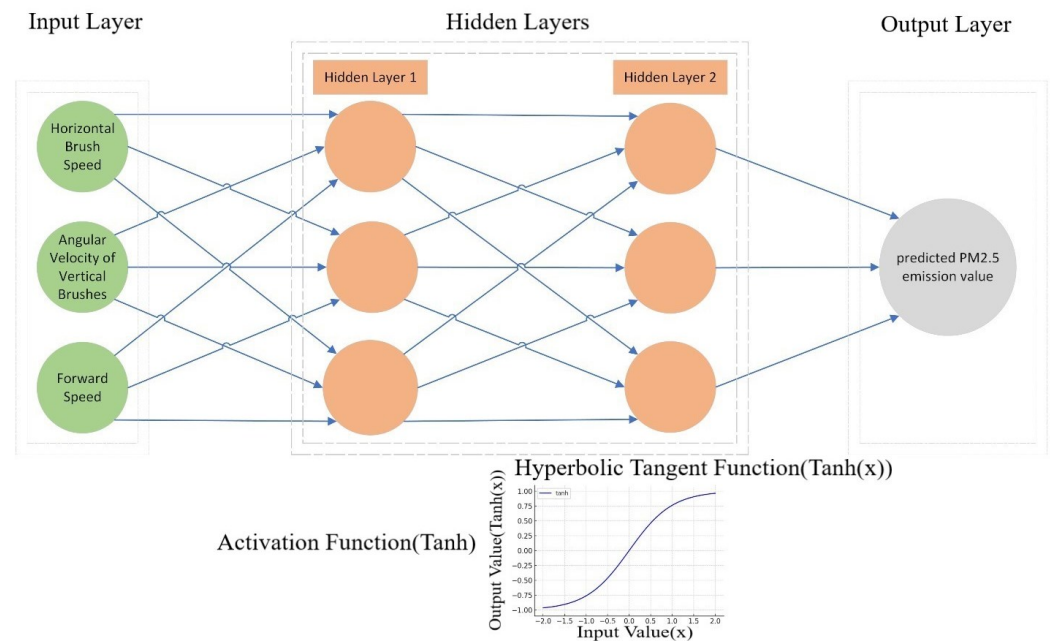 Input Layer
Hidden Layers
Output Layer
Hidden Layer 1
Hidden Layer 2
Horizontal
Brush
Speed
Angular
Velocity of
Vertical
Brushes
Forward
Speed
predicted PM2.5
emission value
Hyperbolic Tangent Function(Tanh(x))
Activation Function(Tanh)
Output Value(Tanh(x))
tanh
1.00
0.75
0.50
0.25
0.00
−0.25
−0.50
−0.75
−1.00
−2.0 −1.5 −1.0 −0.5 0.0 0.5 1.0 1.5 2.0
Input Value(x)